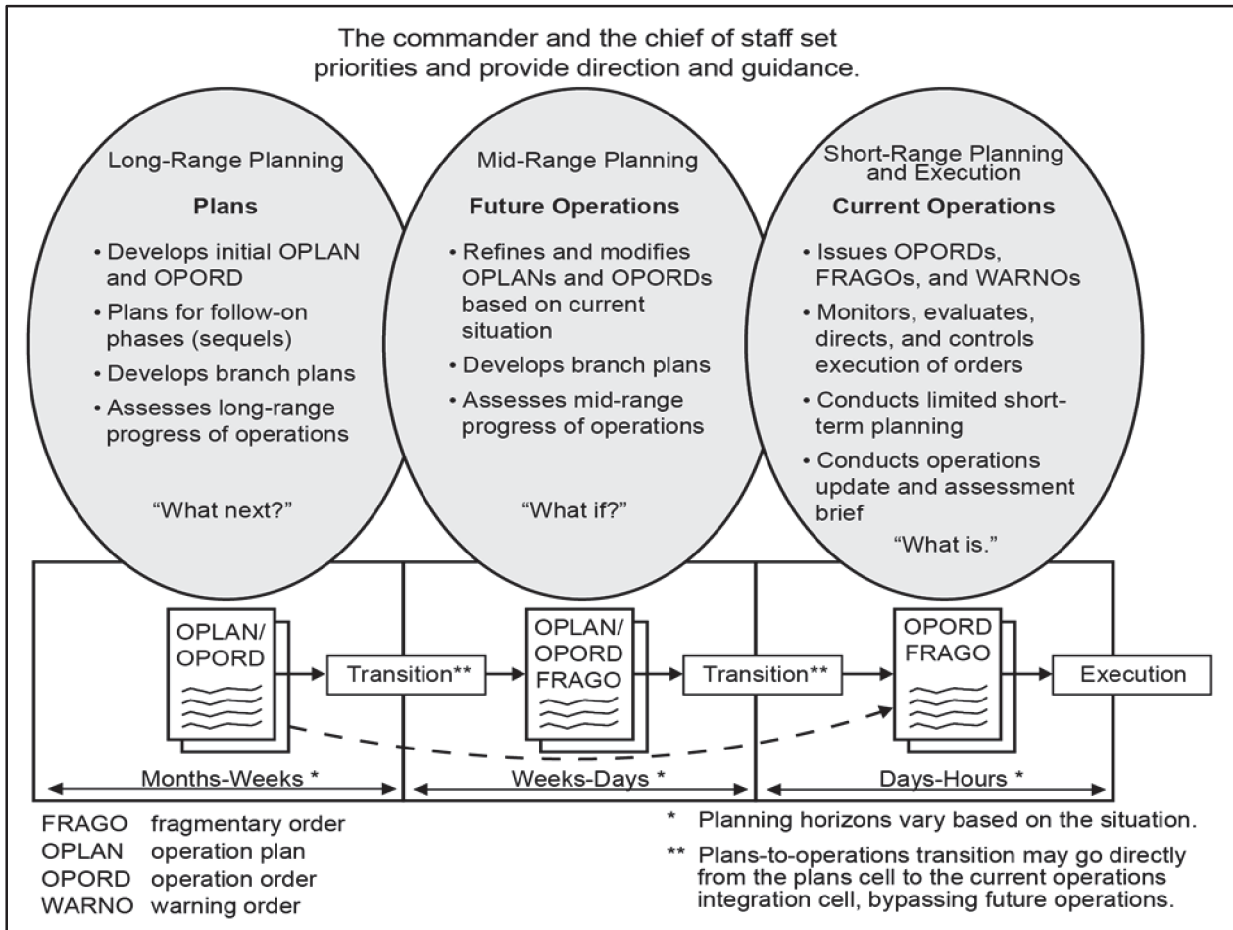 The commander and the chief of staff set
priorities and provide direction and guidance.
Long-Range Planning
Plans
• Develops initial OPLAN
and OPORD
• Plans for follow-on
phases (sequels)
• Develops branch plans
• Assesses long-range
progress of operations
“What next?”
Mid-Range Planning
Future Operations
• Refines and modifies
OPLANs and OPORDs
based on current
situation
• Develops branch plans
• Assesses mid-range
progress of operations
“What if?”
Short-Range Planning
and Execution
Current Operations
• Issues OPORDs,
FRAGOs, and WARNOs
• Monitors, evaluates,
directs, and controls
execution of orders
• Conducts limited short-
term planning
• Conducts operations
update and assessment
brief
“What is.”
OPLAN/
OPORD
Transition**
OPLAN/
OPORD
FRAGO
Transition**
OPORD
FRAGO
Execution
Months-Weeks *
Weeks-Days *
Days-Hours *
FRAGO fragmentary order
OPLAN operation plan
OPORD operation order
WARNO warning order
* Planning horizons vary based on the situation.
** Plans-to-operations transition may go directly
from the plans cell to the current operations
integration cell, bypassing future operations.